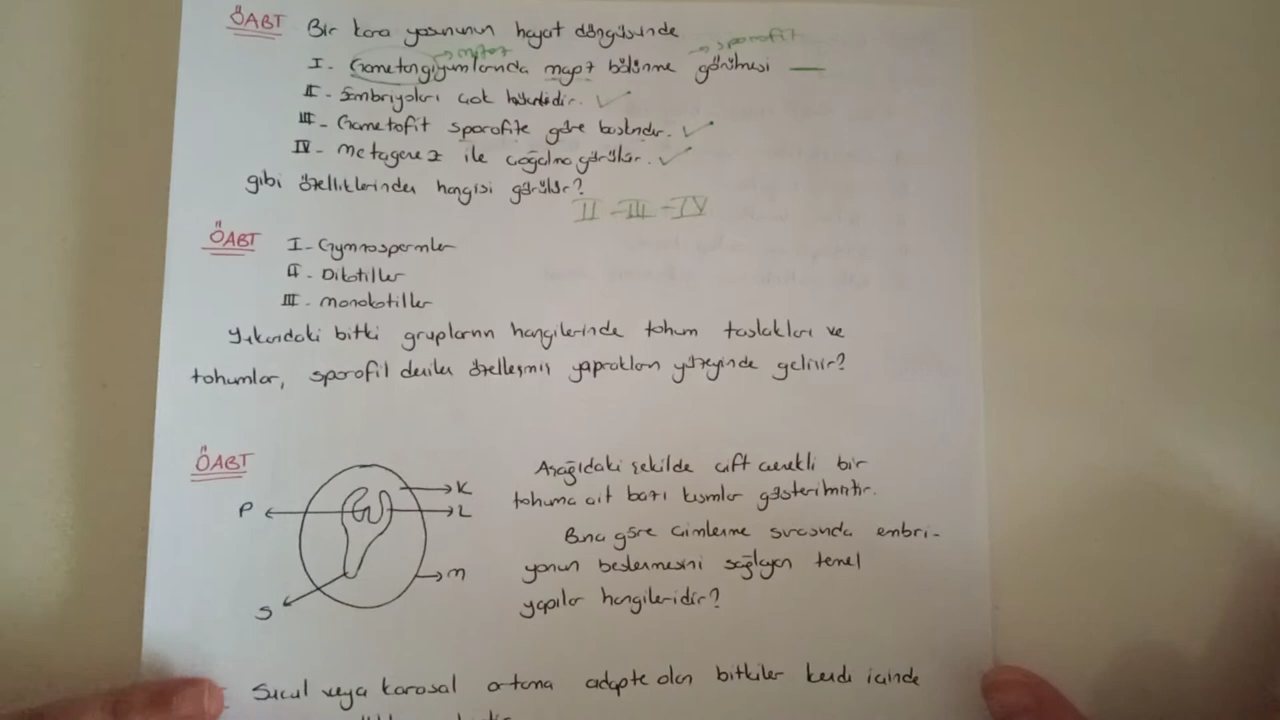 ÖABT Bir kara yosununun hayat döngüsünde
→ mitoz → sporofit
I- Gametangiyumlarında mayoz bölünme görülmesi —
II- Embriyoları çok hücrelidir. ✓
III- Gametofit sporofite göre baskındır. ✓
IV- Metagenez ile çoğalma görülür. ✓
gibi özelliklerinden hangisi görülür?
II - III - IV
ÖABT I- Gymnospermler
II- Dikotiller
III- monokotiller
Yukarıdaki bitki gruplarının hangilerinde tohum taslakları ve
tohumlar, sporofil denilen özelleşmiş yaprakların yüzeyinde gelişir?
ÖABT
P
K
L
M
S
Aşağıdaki şekilde çift çenekli bir
tohuma ait bazı kısımlar gösterilmiştir.
Buna göre çimlenme sırasında embri-
yonun beslenmesini sağlayan temel
yapılar hangileridir?
Sucul veya karasal ortama adapte olan bitkiler kendi içinde